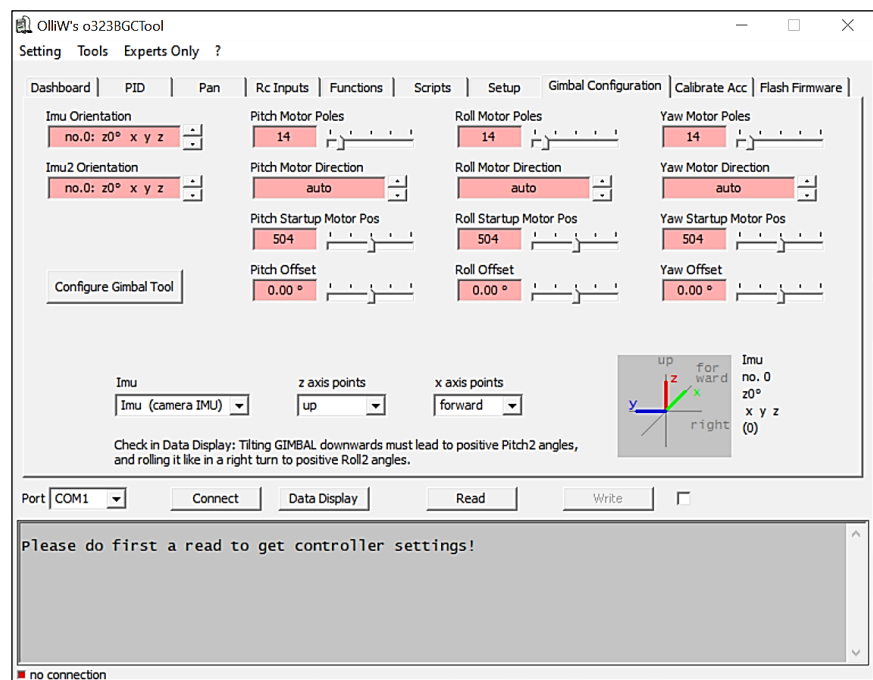 OlliW's o323BGCTool
Setting Tools Experts Only ?
Dashboard PID Pan Rc Inputs Functions Scripts Setup Gimbal Configuration Calibrate Acc Flash Firmware
Imu Orientation Pitch Motor Poles Roll Motor Poles Yaw Motor Poles
no.0: z0° x y z 14 14 14
Imu2 Orientation Pitch Motor Direction Roll Motor Direction Yaw Motor Direction
no.0: z0° x y z auto auto auto
Pitch Startup Motor Pos Roll Startup Motor Pos Yaw Startup Motor Pos
504 504 504
Pitch Offset Roll Offset Yaw Offset
Configure Gimbal Tool 0.00 ° 0.00 ° 0.00 °
Imu z axis points x axis points
Imu (camera IMU) up forward
Check in Data Display: Tilting GIMBAL downwards must lead to positive Pitch2 angles,
and rolling it like in a right turn to positive Roll2 angles.
up
for
ward
z
x
y
right
Imu
no. 0
z0°
x y z
(0)
Port COM1 Connect Data Display Read Write
Please do first a read to get controller settings!
no connection